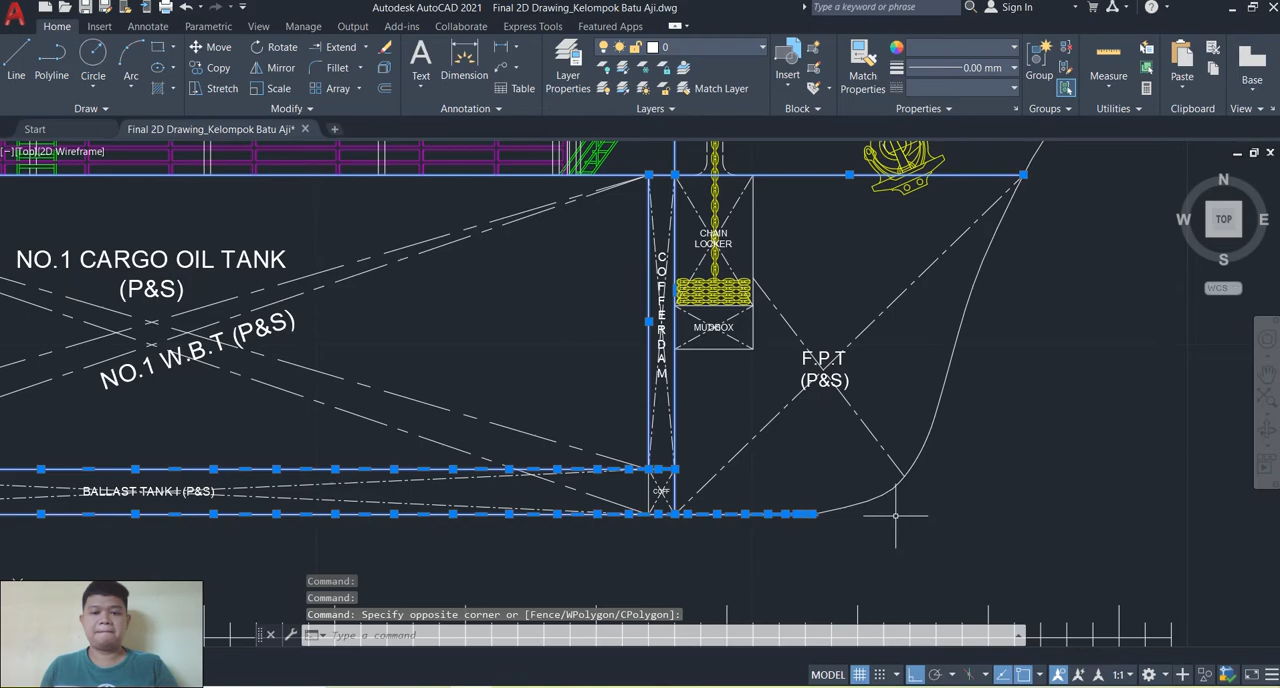 Autodesk AutoCAD 2021 Final 2D Drawing_Kelompok Batu Aji.dwg
Type a keyword or phrase
Sign In
Home Insert Annotate Parametric View Manage Output Add-ins Collaborate Express Tools Featured Apps
Line
Polyline
Circle
Arc
Move
Copy
Stretch
Rotate
Mirror
Scale
Extend
Fillet
Array
Text
Dimension
Table
Layer
Properties
0
Match Layer
Insert
Match
Properties
0.00 mm
Group
Measure
Paste
Base
Draw
Modify
Annotation
Layers
Block
Properties
Groups
Utilities
Clipboard
View
Start
Final 2D Drawing_Kelompok Batu Aji*
[−][Top][2D Wireframe]
N
W
TOP
E
S
WCS
NO.1 CARGO OIL TANK
(P&S)
NO.1 W.B.T (P&S)
COFFERDAM
CHAIN
LOCKER
MUDBOX
F.P.T
(P&S)
BALLAST TANK I (P&S)
COFF
Command:
Command:
Command: Specify opposite corner or [Fence/WPolygon/CPolygon]:
Type a command
MODEL
1:1